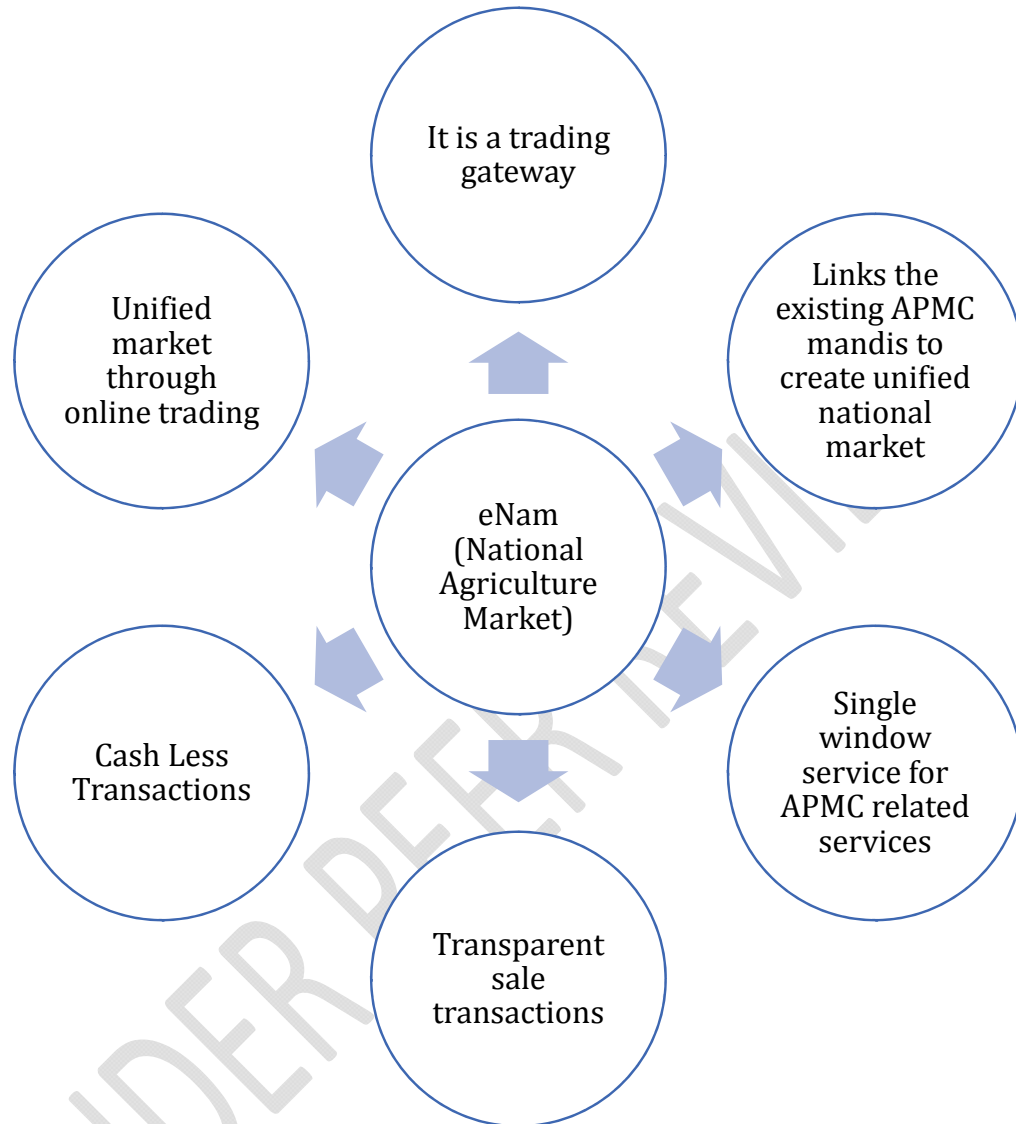 It is a trading
gateway
Links the
existing APMC
mandis to
create unified
national
market
Single
window
service for
APMC related
services
Transparent
sale
transactions
Cash Less
Transactions
Unified
market
through
online trading
eNam
(National
Agriculture
Market)